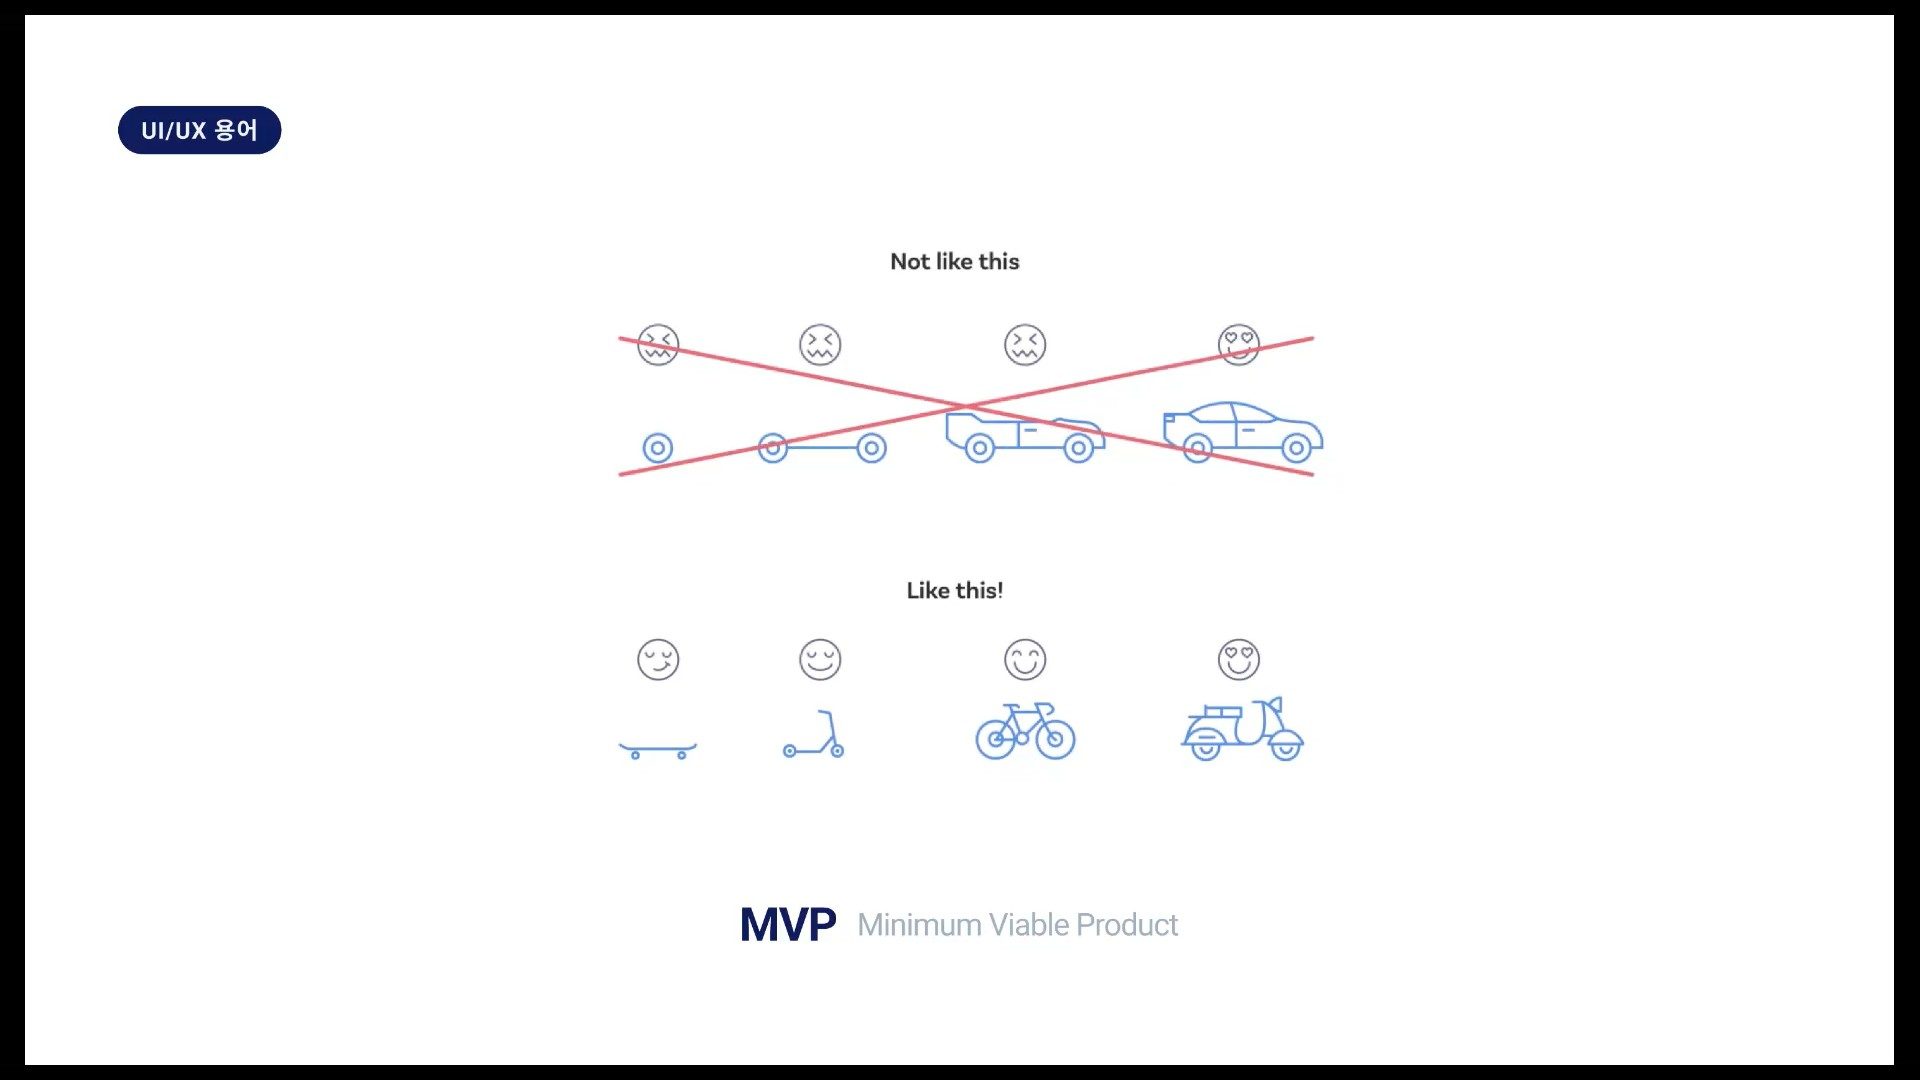 UI/UX 용어
Not like this
Like this!
MVP Minimum Viable Product